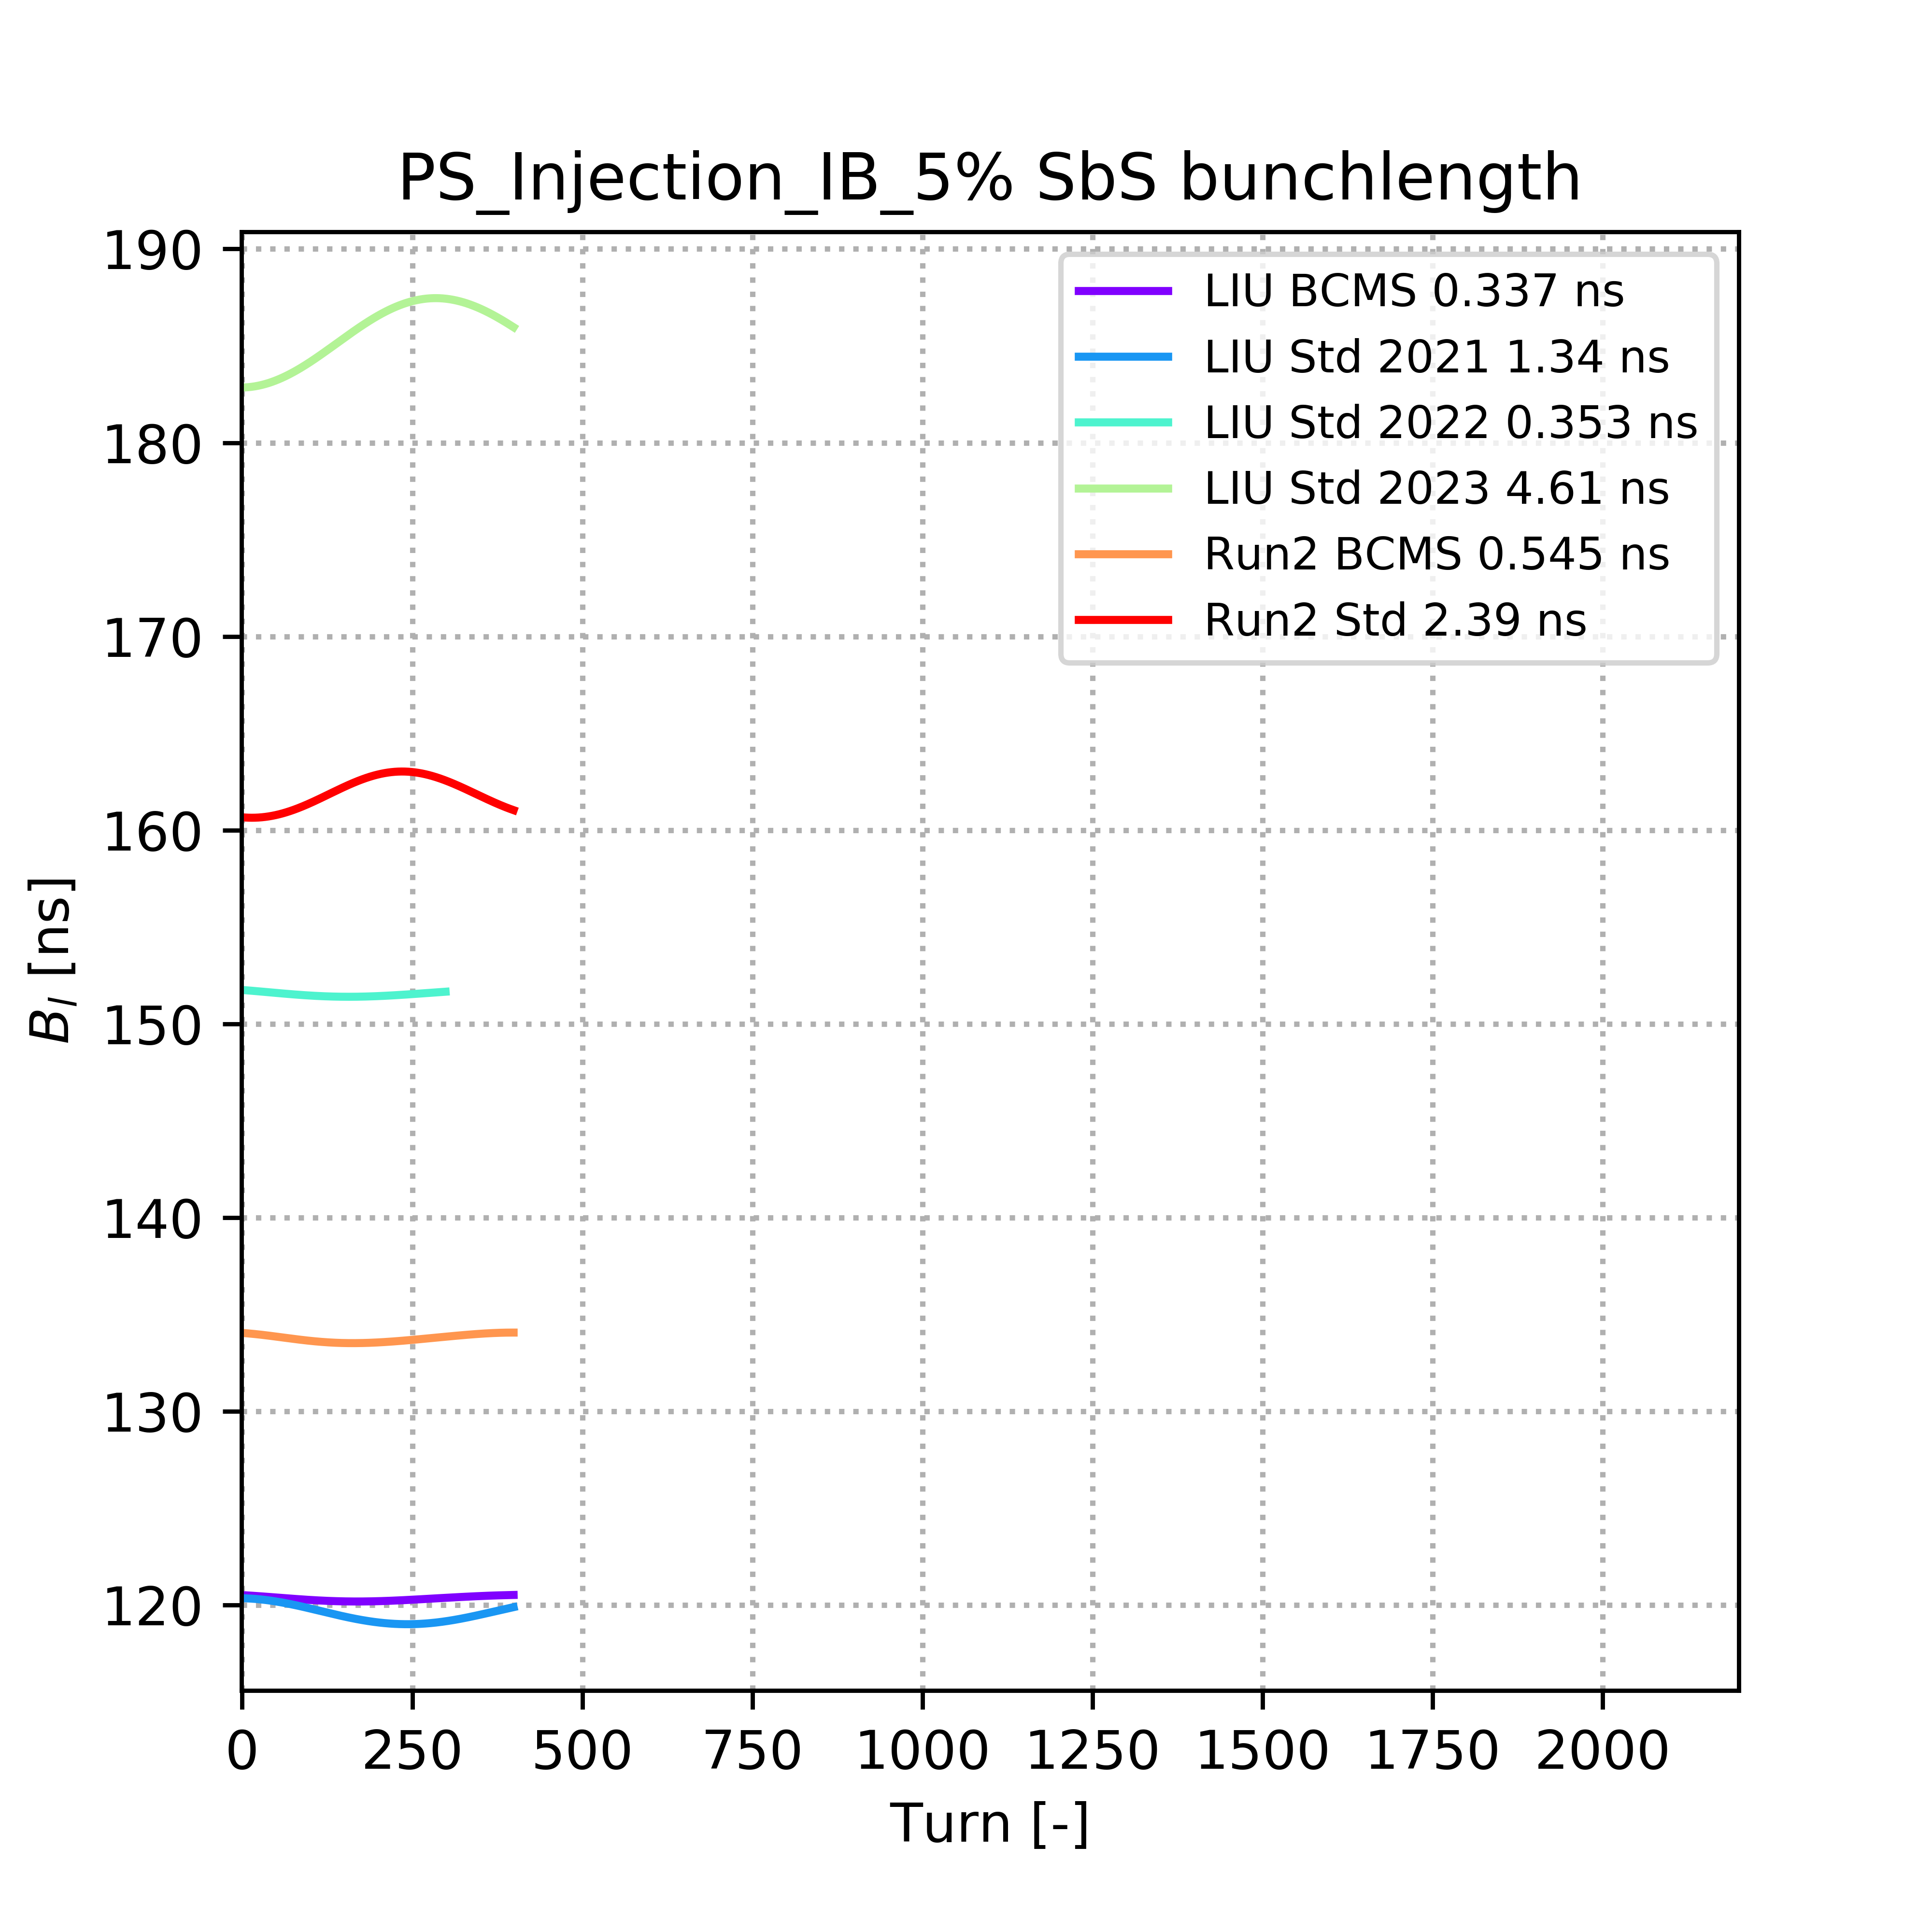 PS_Injection_IB_5% SbS bunchlength
190
180
170
160
150
140
130
120
B_l [ns]
LIU BCMS 0.337 ns
LIU Std 2021 1.34 ns
LIU Std 2022 0.353 ns
LIU Std 2023 4.61 ns
Run2 BCMS 0.545 ns
Run2 Std 2.39 ns
0 250 500 750 1000 1250 1500 1750 2000
Turn [-]